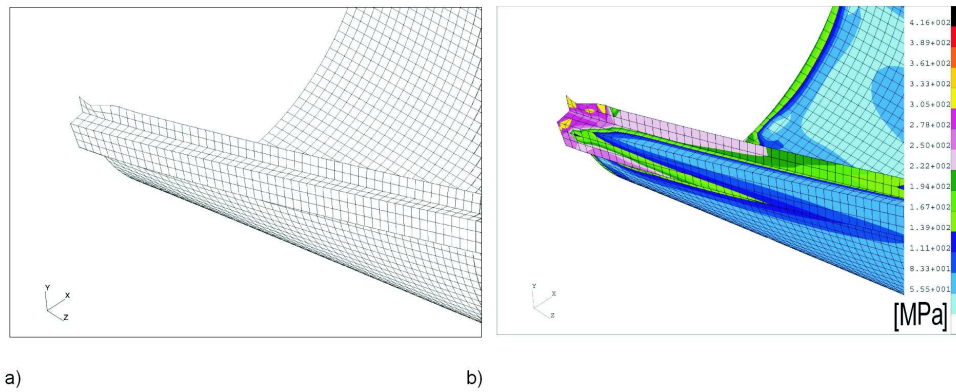 4.16+002
3.89+002
3.61+002
3.33+002
3.05+002
2.78+002
2.50+002
2.22+002
1.94+002
1.67+002
1.39+002
1.11+002
8.33+001
5.55+001
[MPa]
Y
X
Z
Y
X
Z
a)
b)